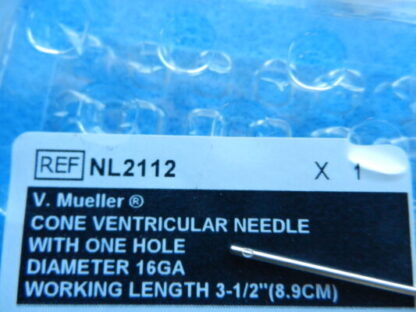 REF NL2112 X 1
V. Mueller ®
CONE VENTRICULAR NEEDLE
WITH ONE HOLE
DIAMETER 16GA
WORKING LENGTH 3-1/2"(8.9CM)